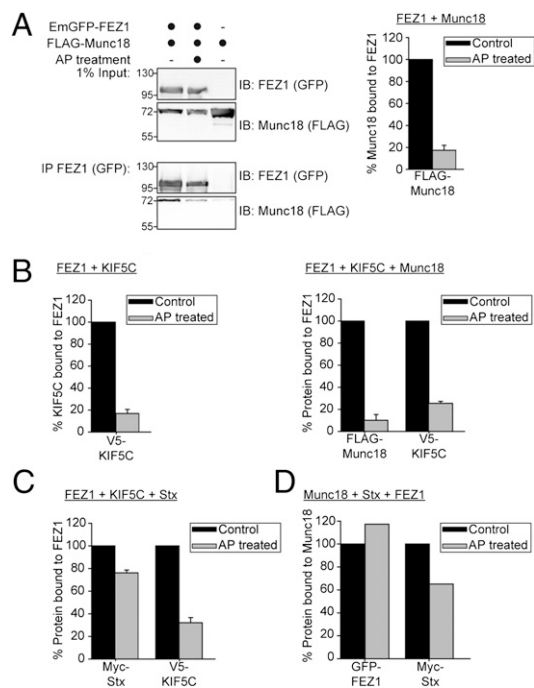 A
EmGFP-FEZ1 ● ● -
FLAG-Munc18 ● ● ●
AP treatment - ● -
1% Input:
130
95
IB: FEZ1 (GFP)
72
55
IB: Munc18 (FLAG)
IP FEZ1 (GFP):
130
95
IB: FEZ1 (GFP)
72
55
IB: Munc18 (FLAG)
FEZ1 + Munc18
Control
AP treated
% Munc18 bound to FEZ1
120
100
80
60
40
20
0
FLAG-
Munc18
B
FEZ1 + KIF5C
Control
AP treated
% KIF5C bound to FEZ1
120
100
80
60
40
20
0
V5-
KIF5C
FEZ1 + KIF5C + Munc18
Control
AP treated
% Protein bound to FEZ1
120
100
80
60
40
20
0
FLAG-
Munc18
V5-
KIF5C
C
FEZ1 + KIF5C + Stx
Control
AP treated
% Protein bound to FEZ1
120
100
80
60
40
20
0
Myc-
Stx
V5-
KIF5C
D
Munc18 + Stx + FEZ1
Control
AP treated
% Protein bound to Munc18
120
100
80
60
40
20
0
GFP-
FEZ1
Myc-
Stx